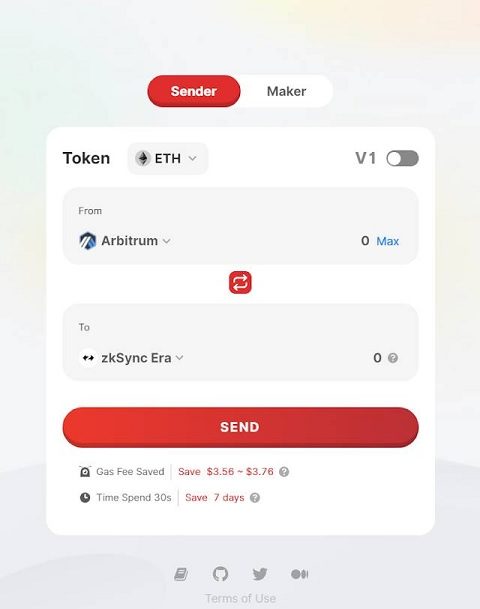 Sender Maker
Token ETH V1
From
Arbitrum 0 Max
To
zkSync Era 0 ?
SEND
Gas Fee Saved Save $3.56 ~ $3.76 ?
Time Spend 30s Save 7 days ?
Terms of Use